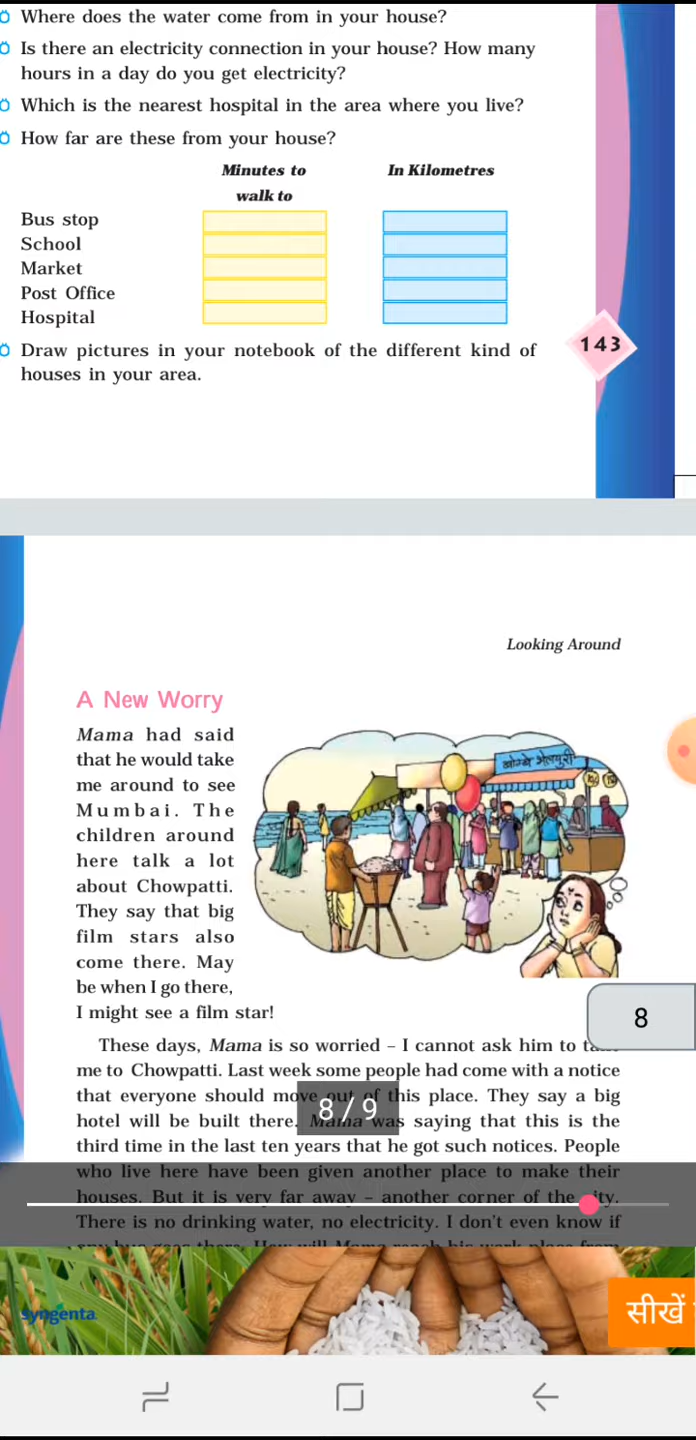 Where does the water come from in your house?
Is there an electricity connection in your house? How many
hours in a day do you get electricity?
Which is the nearest hospital in the area where you live?
How far are these from your house?
Minutes to In Kilometres
walk to
Bus stop
School
Market
Post Office
Hospital
Draw pictures in your notebook of the different kind of
houses in your area.
143
Looking Around
A New Worry
Mama had said
that he would take
me around to see
Mumbai. The
children around
here talk a lot
about Chowpatti.
They say that big
film stars also
come there. May
be when I go there,
I might see a film star!
8
These days, Mama is so worried – I cannot ask him to
me to Chowpatti. Last week some people had come with a notice
that everyone should move out of this place. They say a big
hotel will be built there. Mama was saying that this is the
8 / 9
third time in the last ten years that he got such notices. People
who live here have been given another place to make their
houses. But it is very far away – another corner of the
There is no drinking water, no electricity. I don't even know if
syngenta
सीखें